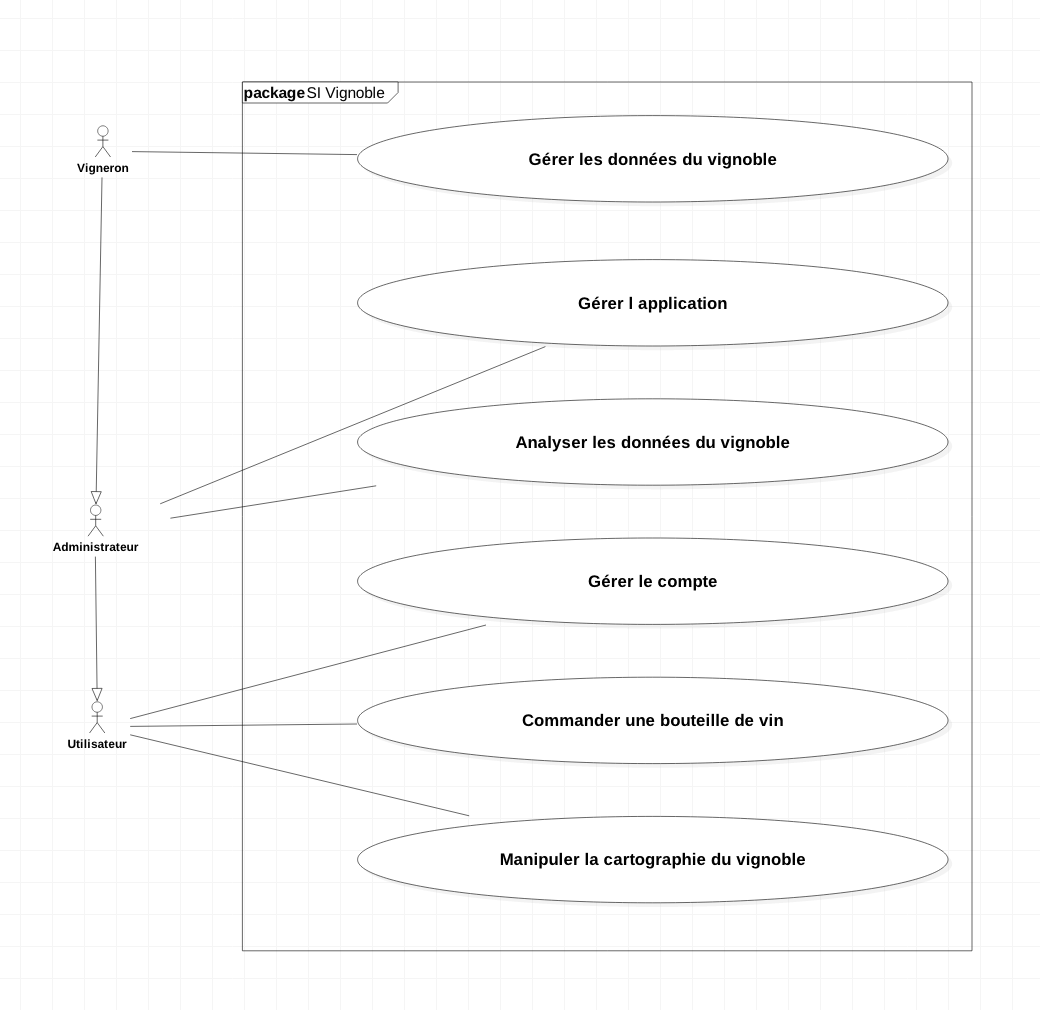 package SI Vignoble
Vigneron
Gérer les données du vignoble
Gérer l application
Analyser les données du vignoble
Administrateur
Gérer le compte
Commander une bouteille de vin
Utilisateur
Manipuler la cartographie du vignoble